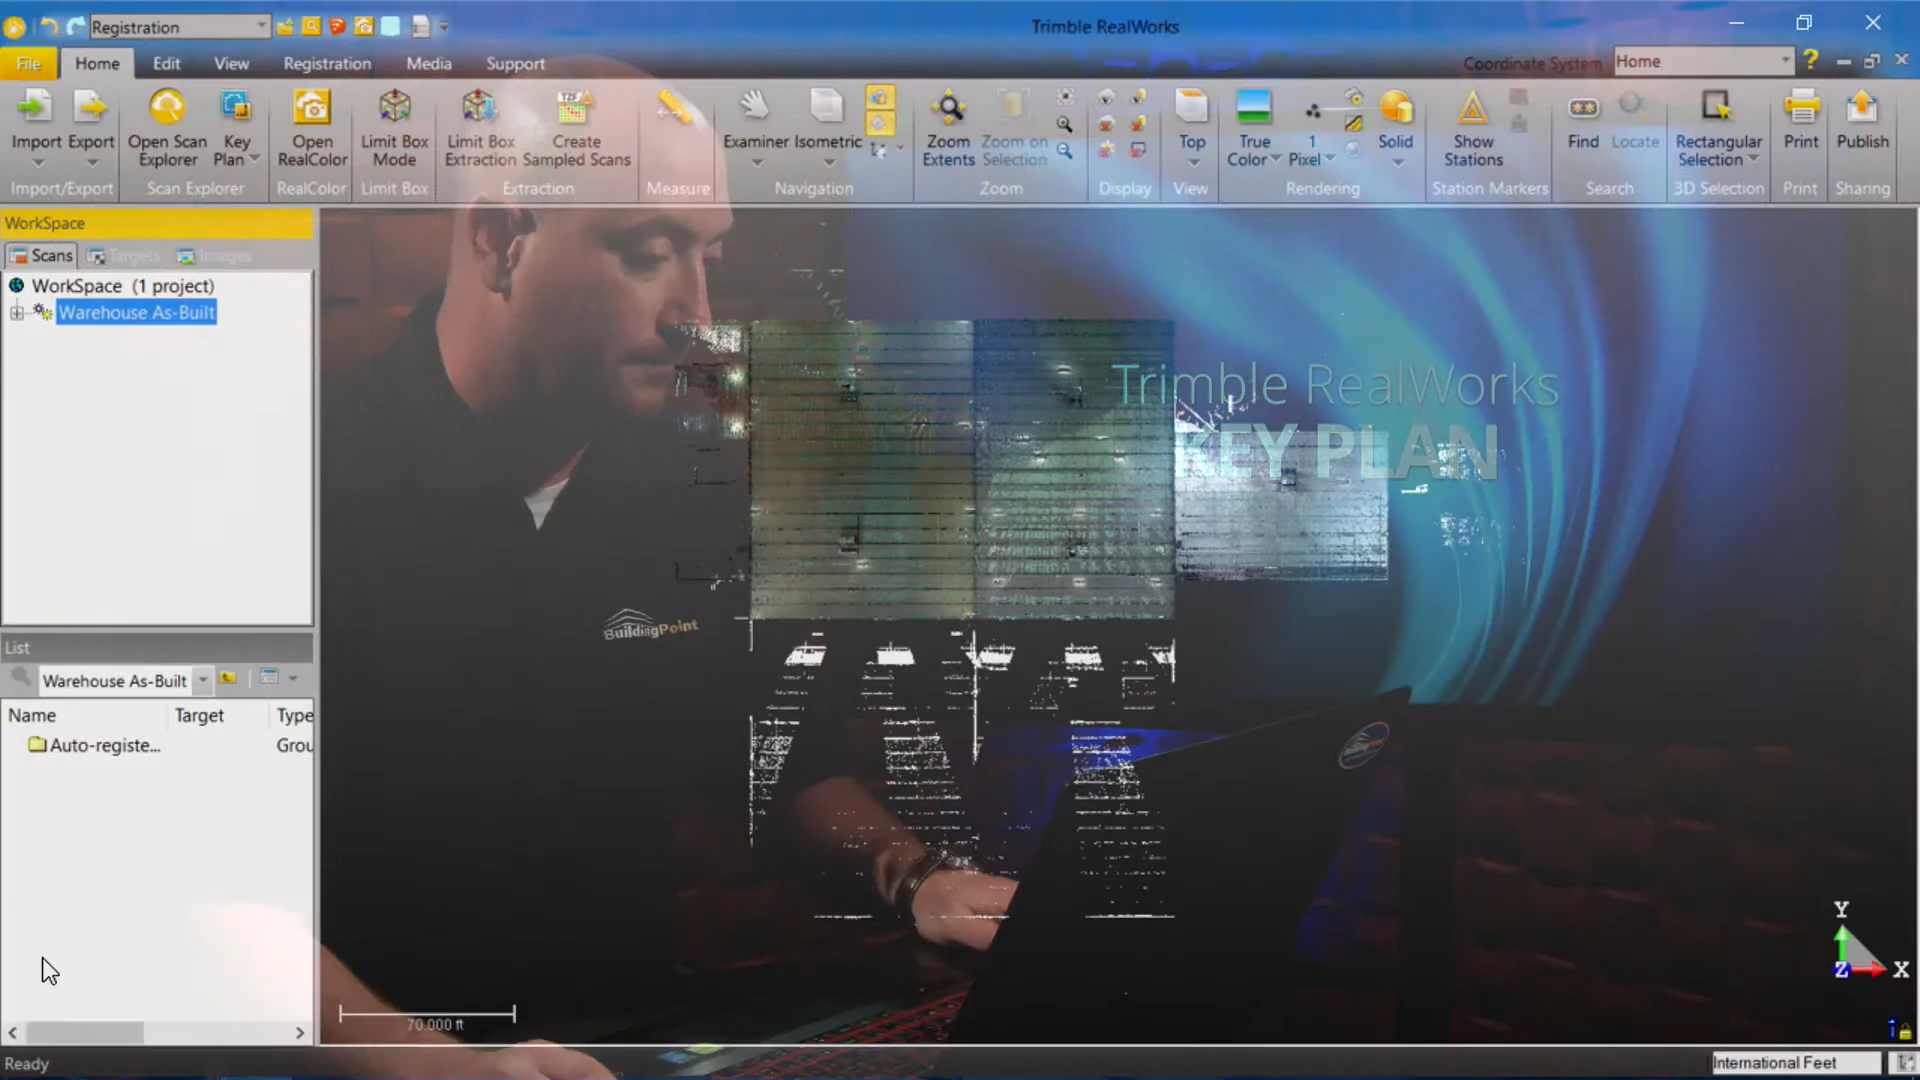 Registration
Trimble RealWorks
File Home Edit View Registration Media Support
Coordinate System Home
Import Export
Open Scan Explorer
Key Plan
Open RealColor
Limit Box Mode
Limit Box Extraction
Create Sampled Scans
Examiner Isometric
Zoom Extents
Zoom on Selection
Top
True Color
1 Pixel
Solid
Show Stations
Find Locate
Rectangular Selection
Print
Publish
Import/Export Scan Explorer RealColor Limit Box Extraction Measure Navigation Zoom Display View Rendering Station Markers Search 3D Selection Print Sharing
WorkSpace
Scans Targets Images
WorkSpace (1 project)
Warehouse As-Built
Trimble RealWorks
KEY PLAN
BuildingPoint
List
Warehouse As-Built
Name Target Type
Auto-registe... Grou
Y
Z X
70.000 ft
Ready
International Feet